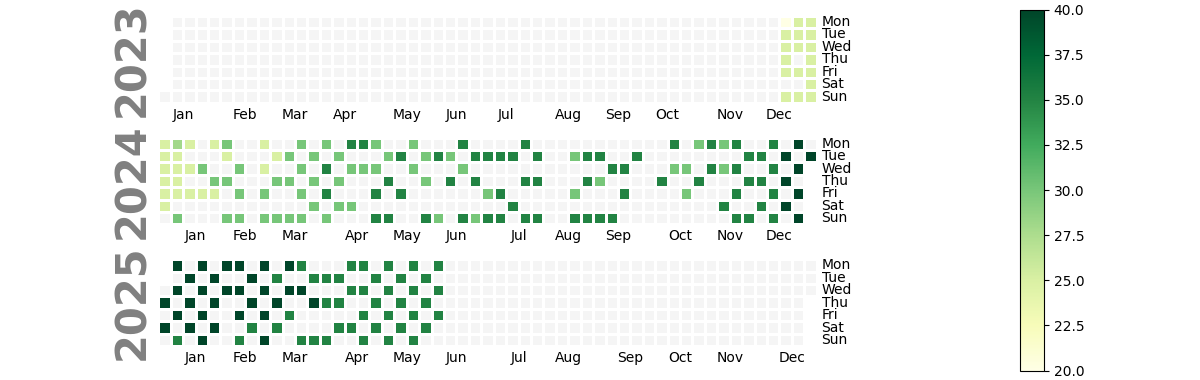 2023
Mon
Tue
Wed
Thu
Fri
Sat
Sun
Jan Feb Mar Apr May Jun Jul Aug Sep Oct Nov Dec
2024
Mon
Tue
Wed
Thu
Fri
Sat
Sun
Jan Feb Mar Apr May Jun Jul Aug Sep Oct Nov Dec
2025
Mon
Tue
Wed
Thu
Fri
Sat
Sun
Jan Feb Mar Apr May Jun Jul Aug Sep Oct Nov Dec
40.0
37.5
35.0
32.5
30.0
27.5
25.0
22.5
20.0